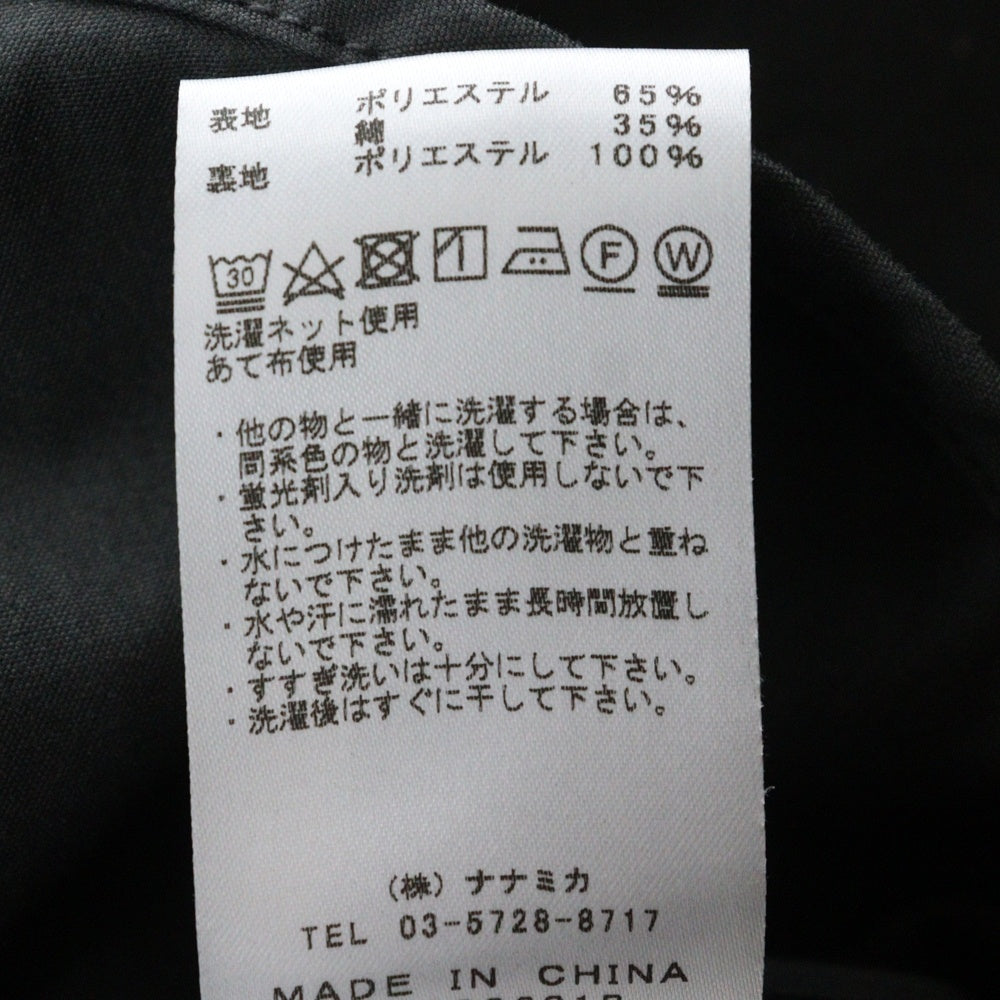 表地 ポリエステル 65%
綿 35%
裏地 ポリエステル 100%
30 F W
洗濯ネット使用
あて布使用
・他の物と一緒に洗濯する場合は、
同系色の物と洗濯して下さい。
・蛍光剤入り洗剤は使用しないで下
さい。
・水につけたまま他の洗濯物と重ね
ないで下さい。
・水や汗に濡れたまま長時間放置し
ないで下さい。
・すすぎ洗いは十分にして下さい。
・洗濯後はすぐに干して下さい。
(株)ナナミカ
TEL 03-5728-8717
MADE IN CHINA